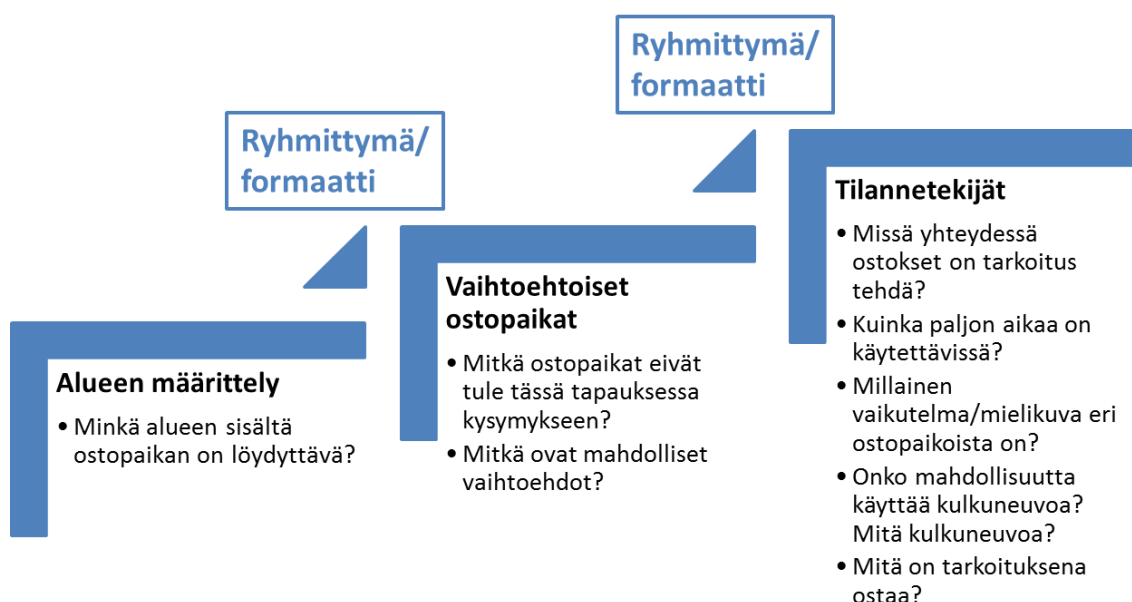 Ryhmittymä/
formaatti
Ryhmittymä/
formaatti
Alueen määrittely
• Minkä alueen sisältä
ostopaikan on löydyttävä?
Vaihtoehtoiset
ostopaikat
• Mitkä ostopaikat eivät
tule tässä tapauksessa
kysymykseen?
• Mitkä ovat mahdolliset
vaihtoehdot?
Tilannetekijät
• Missä yhteydessä
ostokset on tarkoitus
tehdä?
• Kuinka paljon aikaa on
käytettävissä?
• Millainen
vaikutelma/mielikuva eri
ostopaikoista on?
• Onko mahdollisuutta
käyttää kulkuneuvoa?
Mitä kulkuneuvoa?
• Mitä on tarkoituksena
ostaa?